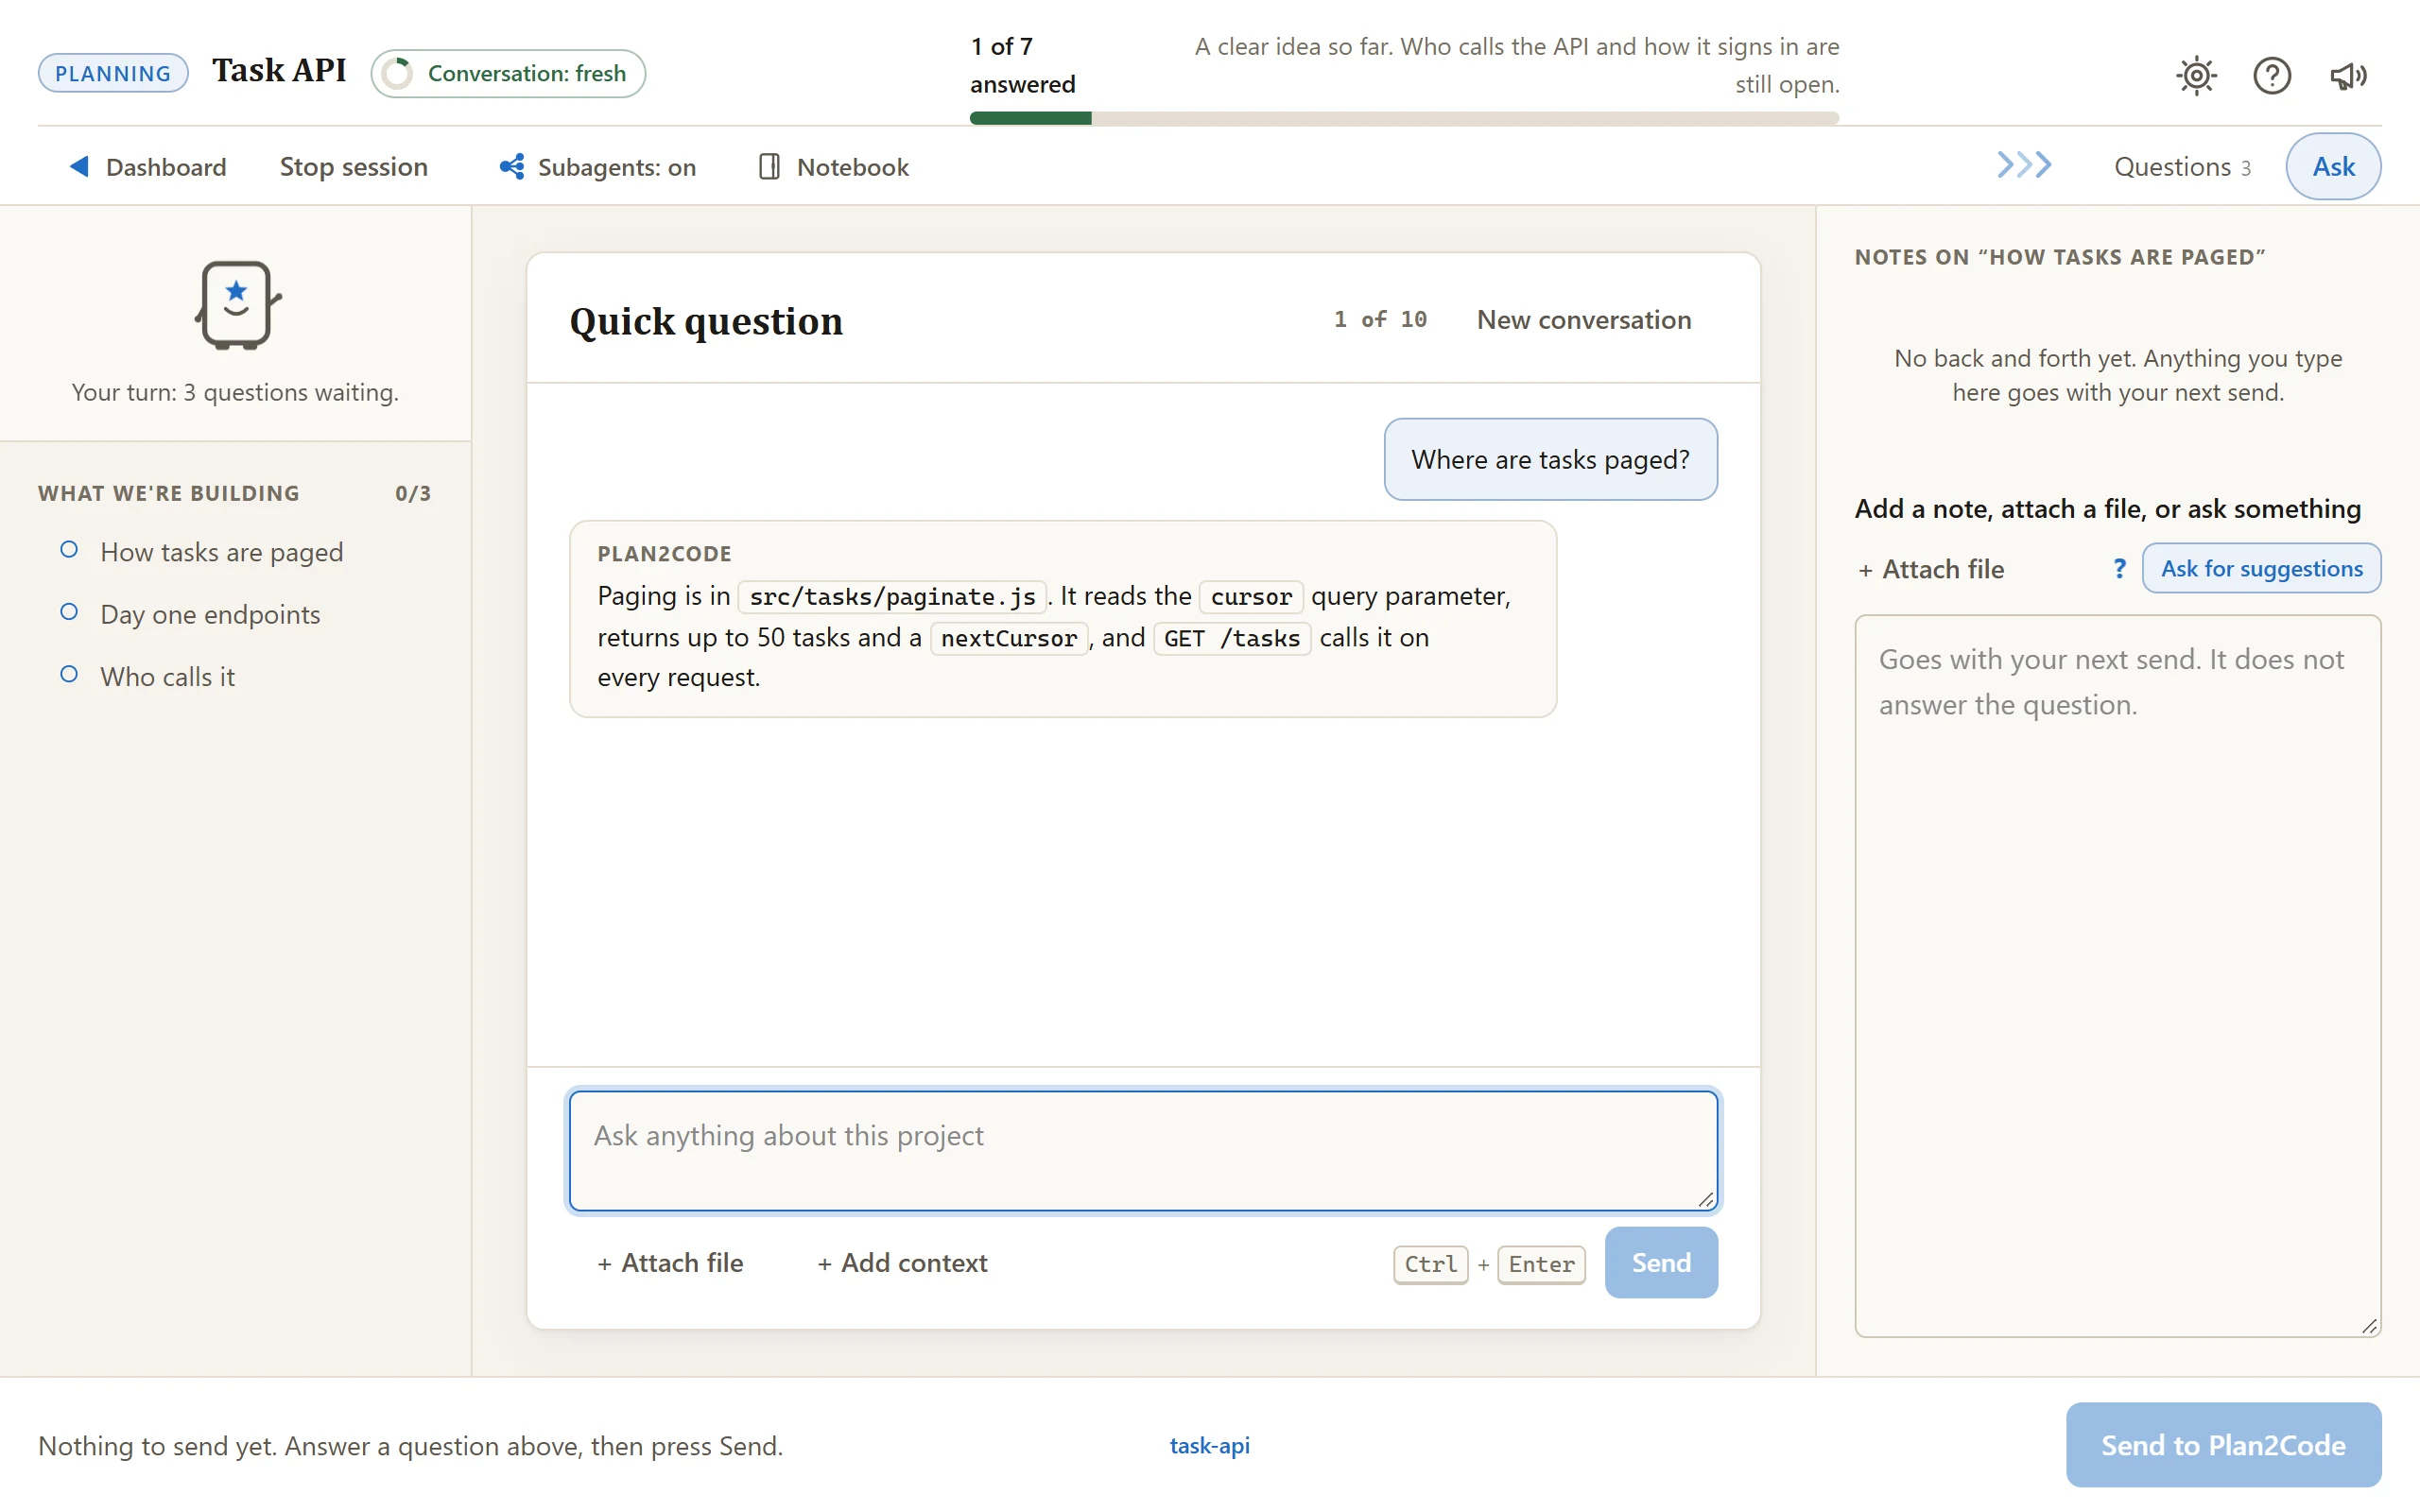 PLANNING
Task API
Conversation: fresh
1 of 7
answered
A clear idea so far. Who calls the API and how it signs in are
still open.
Dashboard
Stop session
Subagents: on
Notebook
Questions 3
Ask
Your turn: 3 questions waiting.
WHAT WE'RE BUILDING 0/3
How tasks are paged
Day one endpoints
Who calls it
Quick question
1 of 10
New conversation
Where are tasks paged?
PLAN2CODE
Paging is in src/tasks/paginate.js. It reads the cursor query parameter,
returns up to 50 tasks and a nextCursor, and GET /tasks calls it on
every request.
Ask anything about this project
+ Attach file
+ Add context
Ctrl + Enter
Send
NOTES ON “HOW TASKS ARE PAGED”
No back and forth yet. Anything you type
here goes with your next send.
Add a note, attach a file, or ask something
+ Attach file
? Ask for suggestions
Goes with your next send. It does not
answer the question.
Nothing to send yet. Answer a question above, then press Send.
task-api
Send to Plan2Code